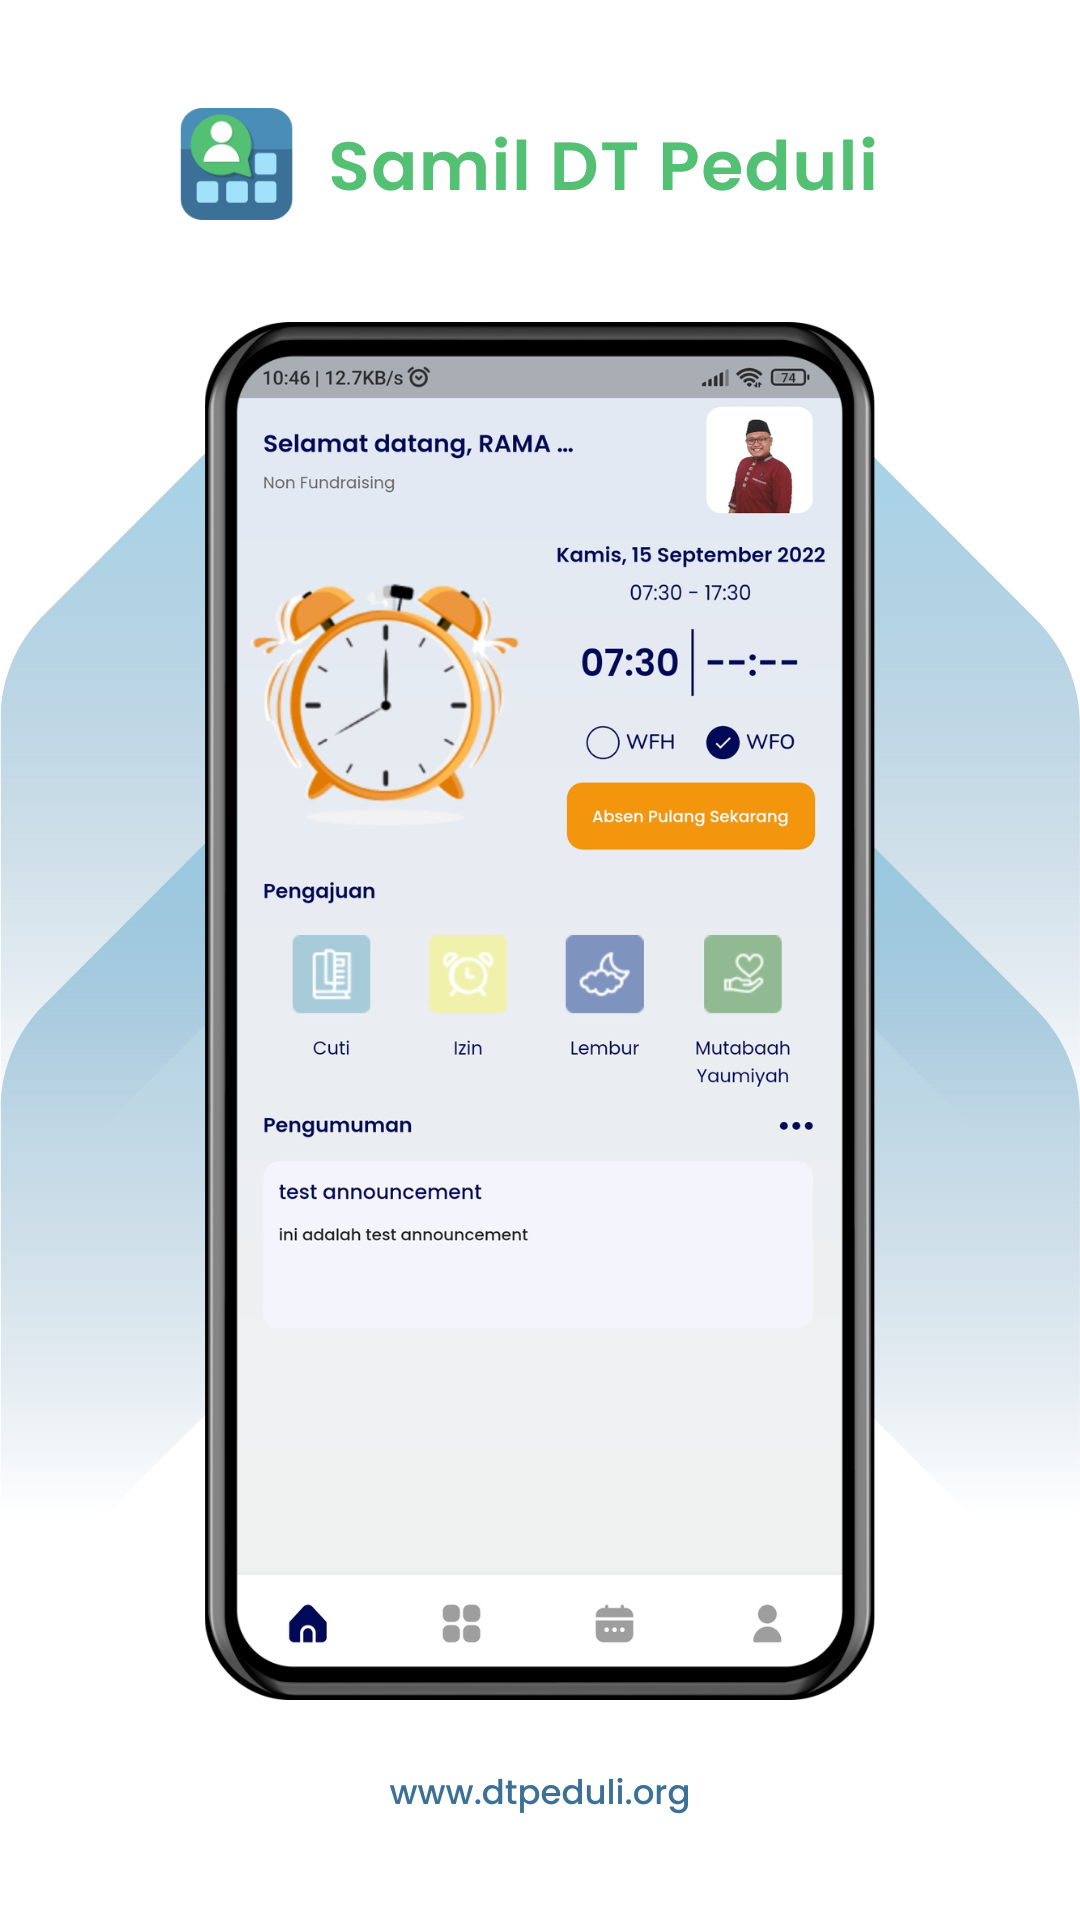 Samil DT Peduli
10:46 | 12.7KB/s
74
Selamat datang, RAMA ...
Non Fundraising
Kamis, 15 September 2022
07:30 - 17:30
07:30 | --:--
WFH WFO
Absen Pulang Sekarang
Pengajuan
Cuti Izin Lembur Mutabaah
Yaumiyah
Pengumuman
test announcement
ini adalah test announcement
www.dtpeduli.org